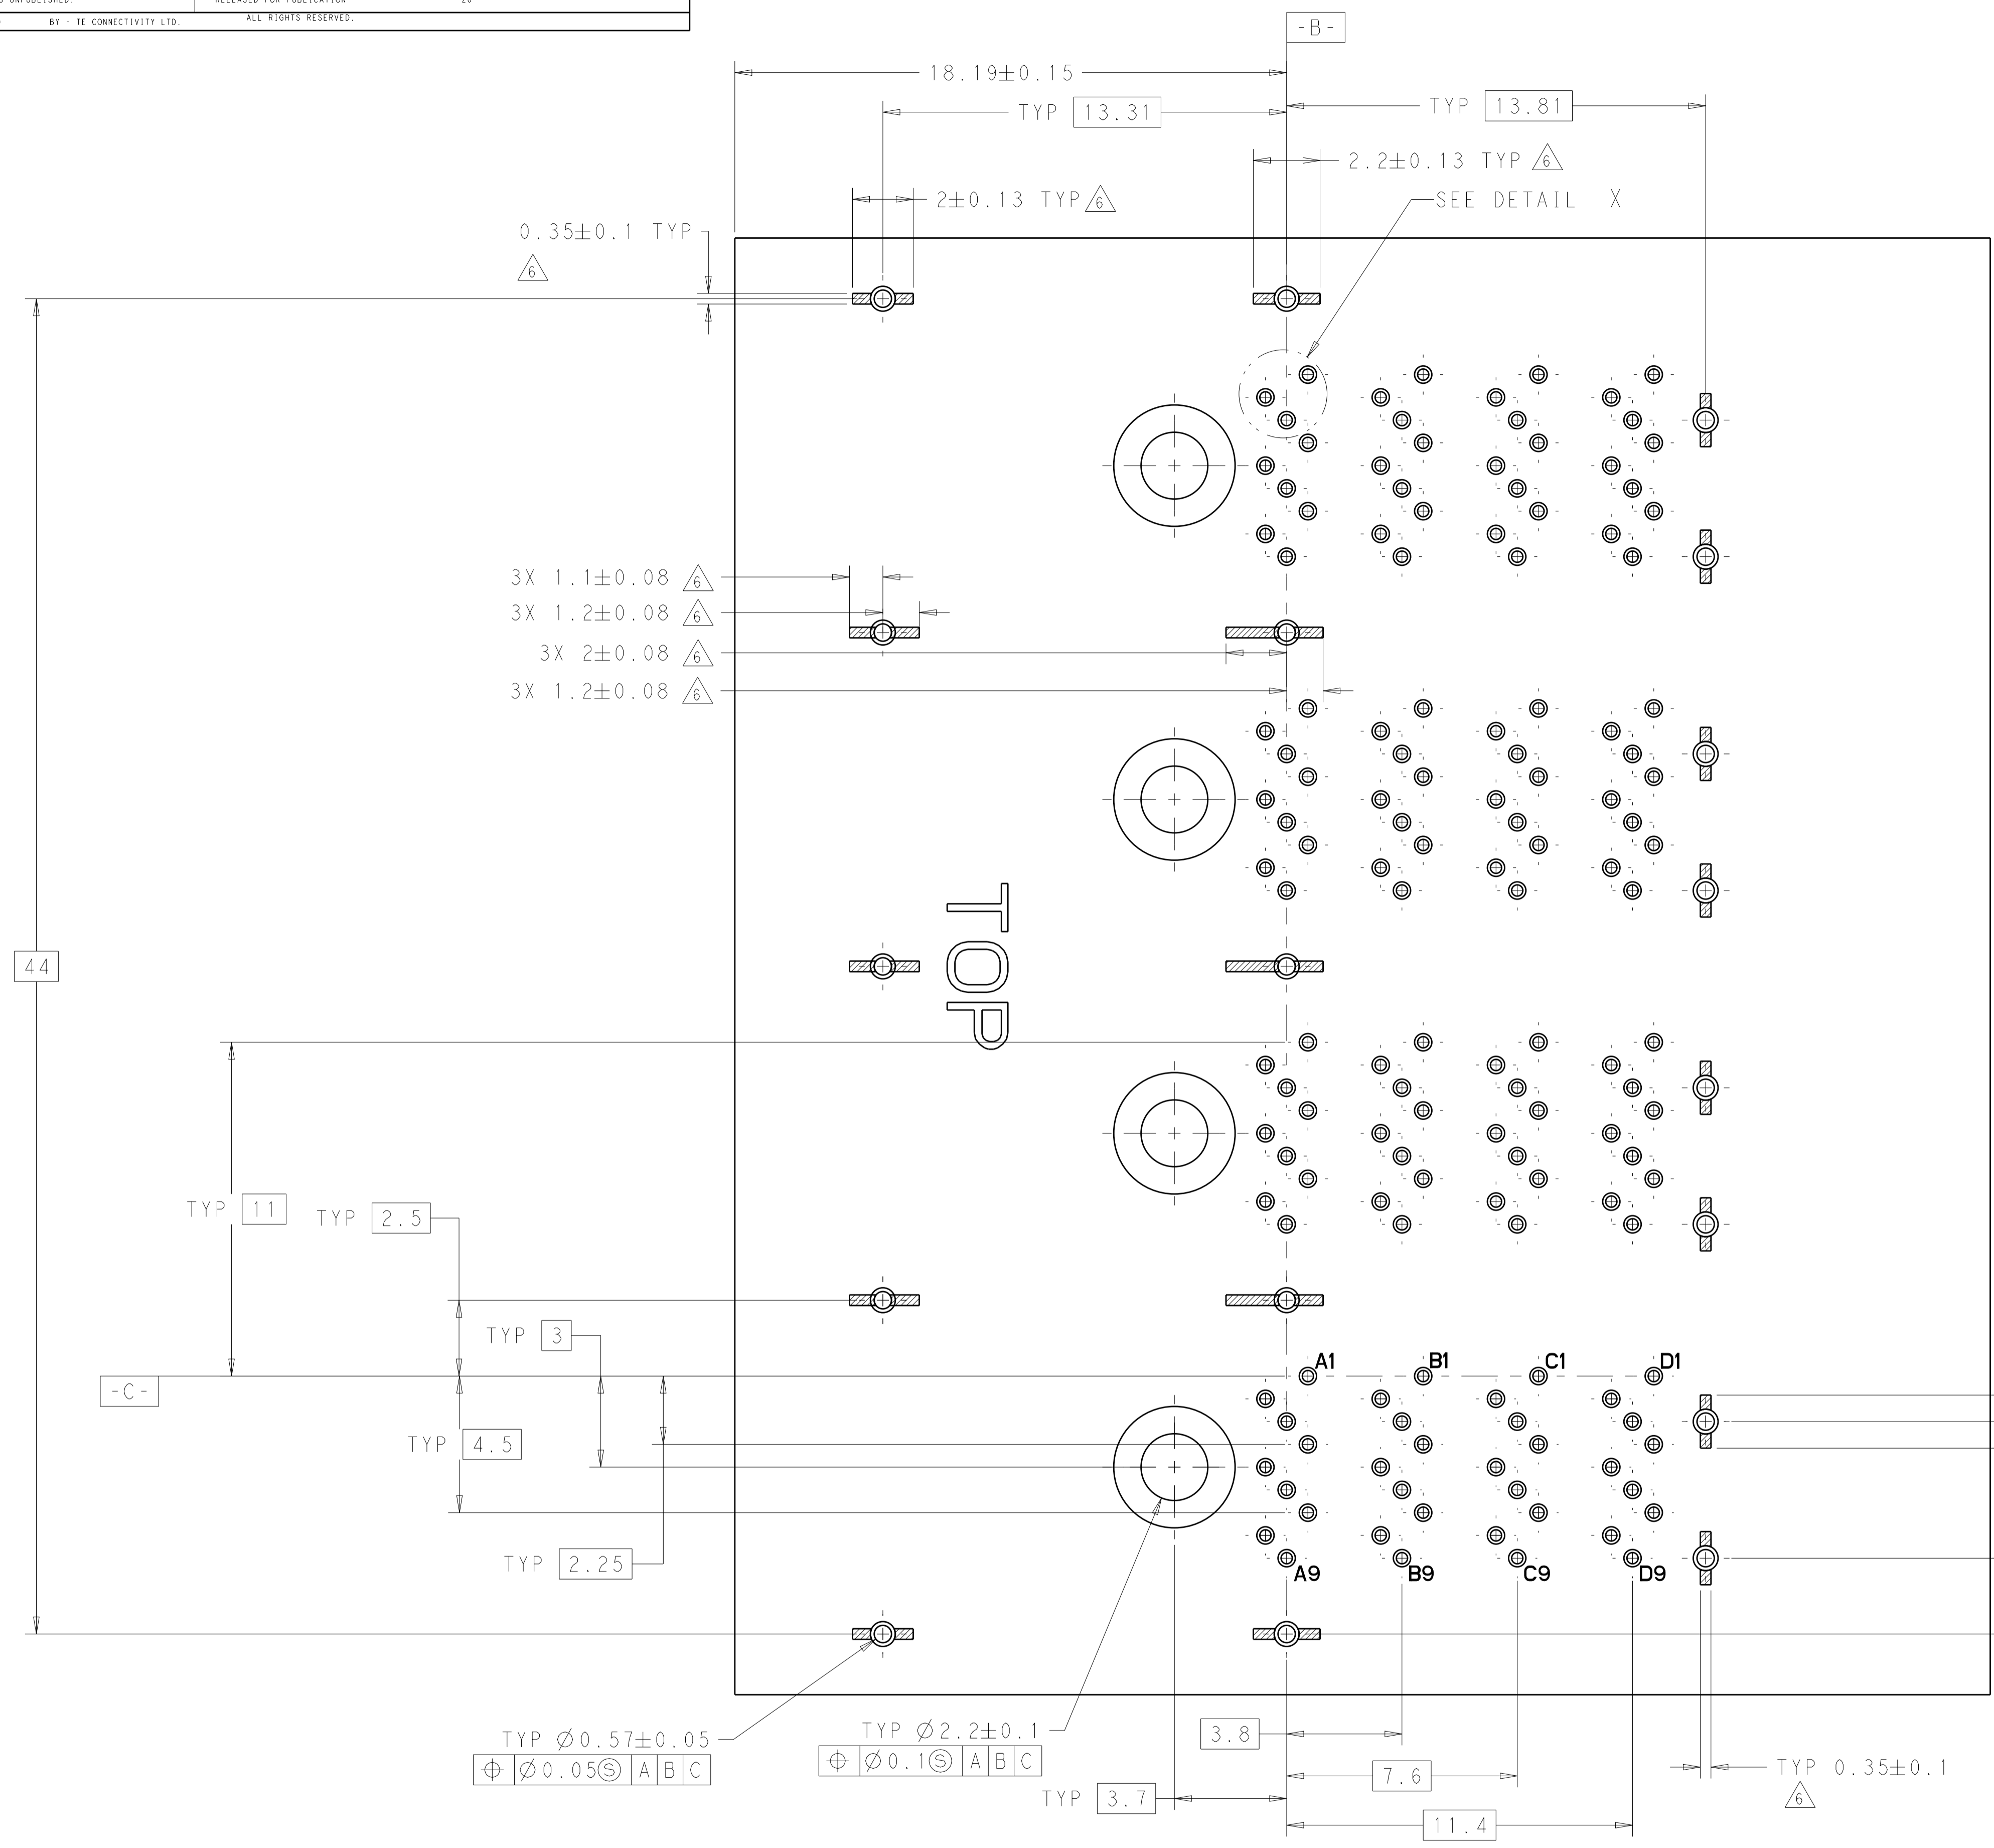 RELEASED FOR PUBLICATION 20
BY - TE CONNECTIVITY LTD. ALL RIGHTS RESERVED.
-B-
18.19±0.15
TYP 13.31
TYP 13.81
2.2±0.13 TYP 6
2±0.13 TYP 6
SEE DETAIL X
0.35±0.1 TYP
6
3X 1.1±0.08 6
3X 1.2±0.08 6
3X 2±0.08 6
3X 1.2±0.08 6
TOP
44
TYP 11
TYP 2.5
TYP 3
-C-
A1 B1 C1 D1
TYP 4.5
TYP 2.25
A9 B9 C9 D9
TYP Ø0.57±0.05
⌖ Ø0.05Ⓢ A B C
TYP Ø2.2±0.1
⌖ Ø0.1Ⓢ A B C
3.8
7.6
TYP 0.35±0.1
6
TYP 3.7
11.4